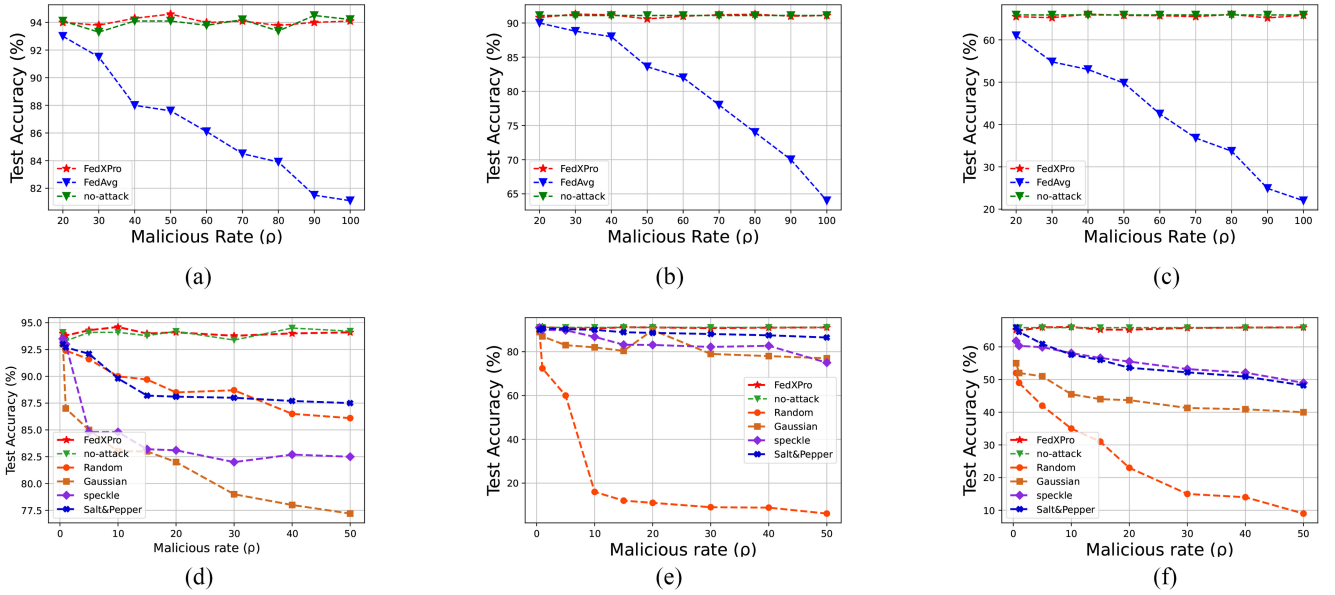 Test Accuracy (%)
94
92
90
88
86
84
82
FedXPro
FedAvg
no-attack
20 30 40 50 60 70 80 90 100
Malicious Rate (ρ)
(a)
Test Accuracy (%)
90
85
80
75
70
65
FedXPro
FedAvg
no-attack
20 30 40 50 60 70 80 90 100
Malicious Rate (ρ)
(b)
Test Accuracy (%)
60
50
40
30
20
FedXPro
FedAvg
no-attack
20 30 40 50 60 70 80 90 100
Malicious Rate (ρ)
(c)
Test Accuracy (%)
95.0
92.5
90.0
87.5
85.0
82.5
80.0
77.5
FedXPro
no-attack
Random
Gaussian
speckle
Salt&Pepper
0 10 20 30 40 50
Malicious rate (ρ)
(d)
Test Accuracy (%)
80
60
40
20
FedXPro
no-attack
Random
Gaussian
speckle
Salt&Pepper
0 10 20 30 40 50
Malicious rate (ρ)
(e)
Test Accuracy (%)
60
50
40
30
20
10
FedXPro
no-attack
Random
Gaussian
speckle
Salt&Pepper
0 10 20 30 40 50
Malicious rate (ρ)
(f)